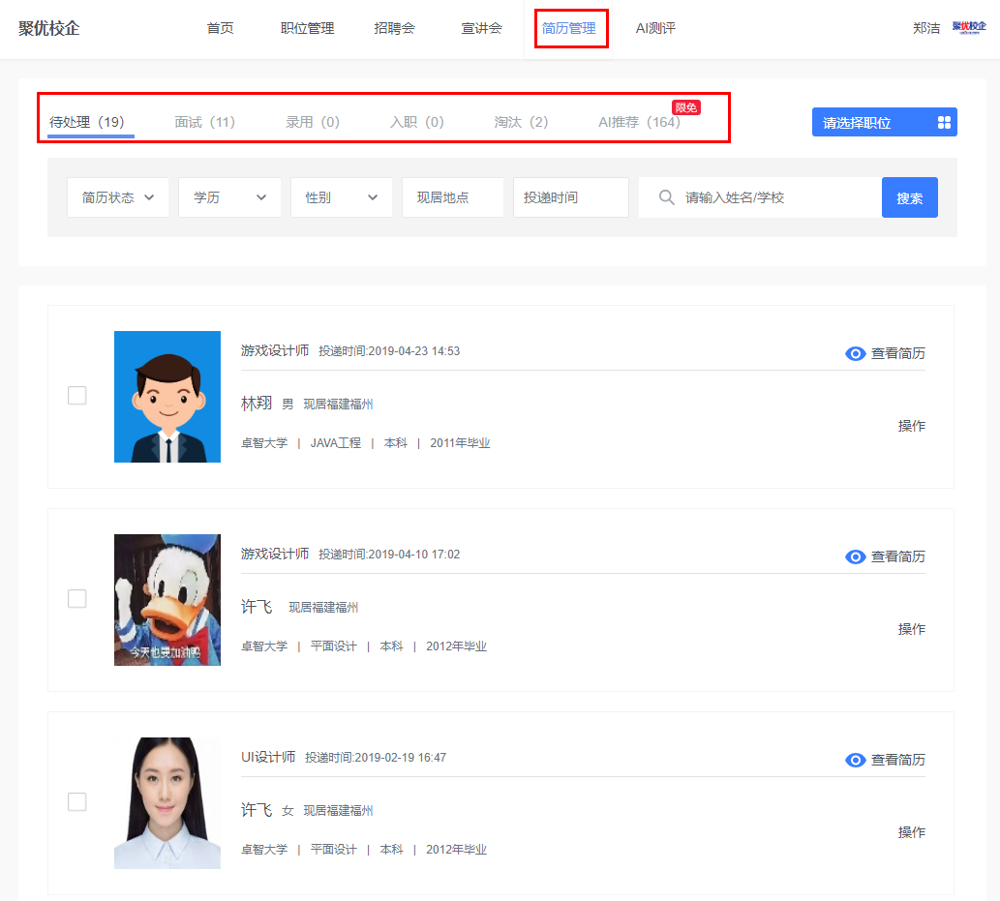 聚优校企 首页 职位管理 招聘会 宣讲会 简历管理 AI测评 郑洁 聚优校企
限免
待处理（19） 面试（11） 录用（0） 入职（0） 淘汰（2） AI推荐（164） 请选择职位
简历状态 学历 性别 现居地点 投递时间 请输入姓名/学校 搜索
游戏设计师 投递时间:2019-04-23 14:53 查看简历
林翔 男 现居福建福州
操作
卓智大学 | JAVA工程 | 本科 | 2011年毕业
游戏设计师 投递时间:2019-04-10 17:02 查看简历
许飞 现居福建福州
操作
卓智大学 | 平面设计 | 本科 | 2012年毕业
今天也要加油鸭
UI设计师 投递时间:2019-02-19 16:47 查看简历
许飞 女 现居福建福州
操作
卓智大学 | 平面设计 | 本科 | 2012年毕业